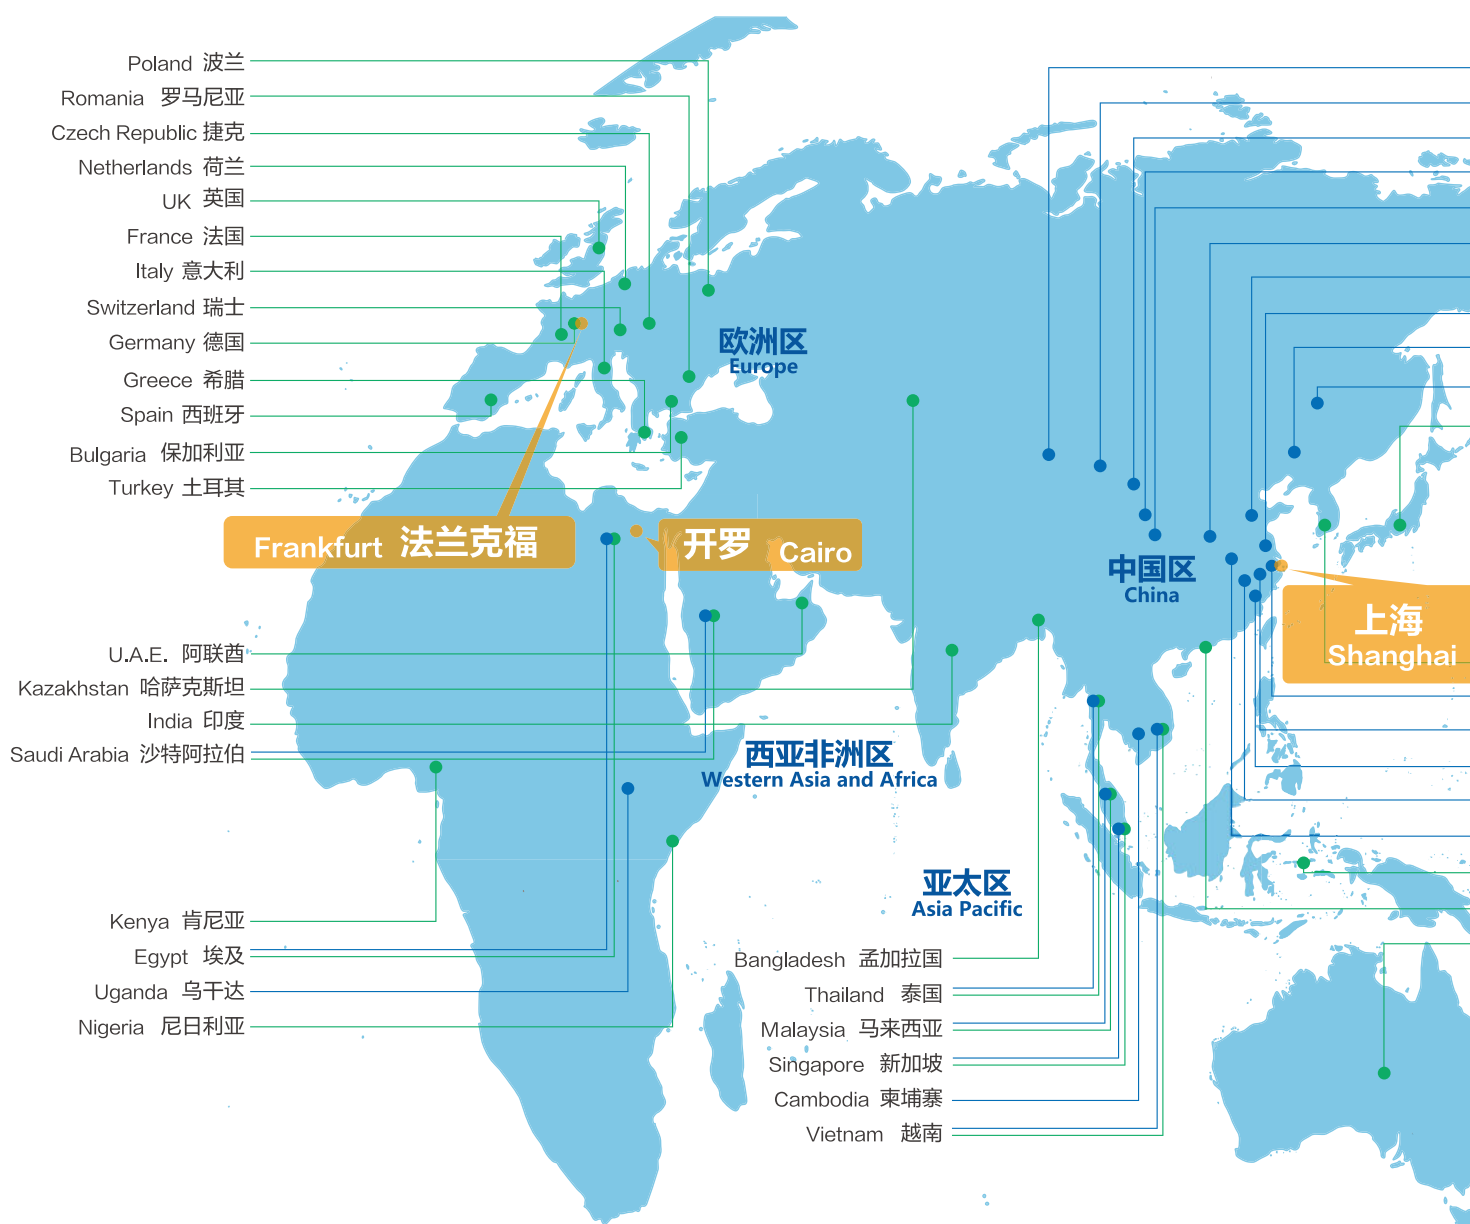 Poland 波兰
Romania 罗马尼亚
Czech Republic 捷克
Netherlands 荷兰
UK 英国
France 法国
Italy 意大利
Switzerland 瑞士
Germany 德国
Greece 希腊
Spain 西班牙
Bulgaria 保加利亚
Turkey 土耳其
欧洲区
Europe
Frankfurt 法兰克福
开罗 Cairo
中国区
China
上海
Shanghai
U.A.E. 阿联酋
Kazakhstan 哈萨克斯坦
India 印度
Saudi Arabia 沙特阿拉伯
西亚非洲区
Western Asia and Africa
亚太区
Asia Pacific
Kenya 肯尼亚
Egypt 埃及
Uganda 乌干达
Nigeria 尼日利亚
Bangladesh 孟加拉国
Thailand 泰国
Malaysia 马来西亚
Singapore 新加坡
Cambodia 柬埔寨
Vietnam 越南